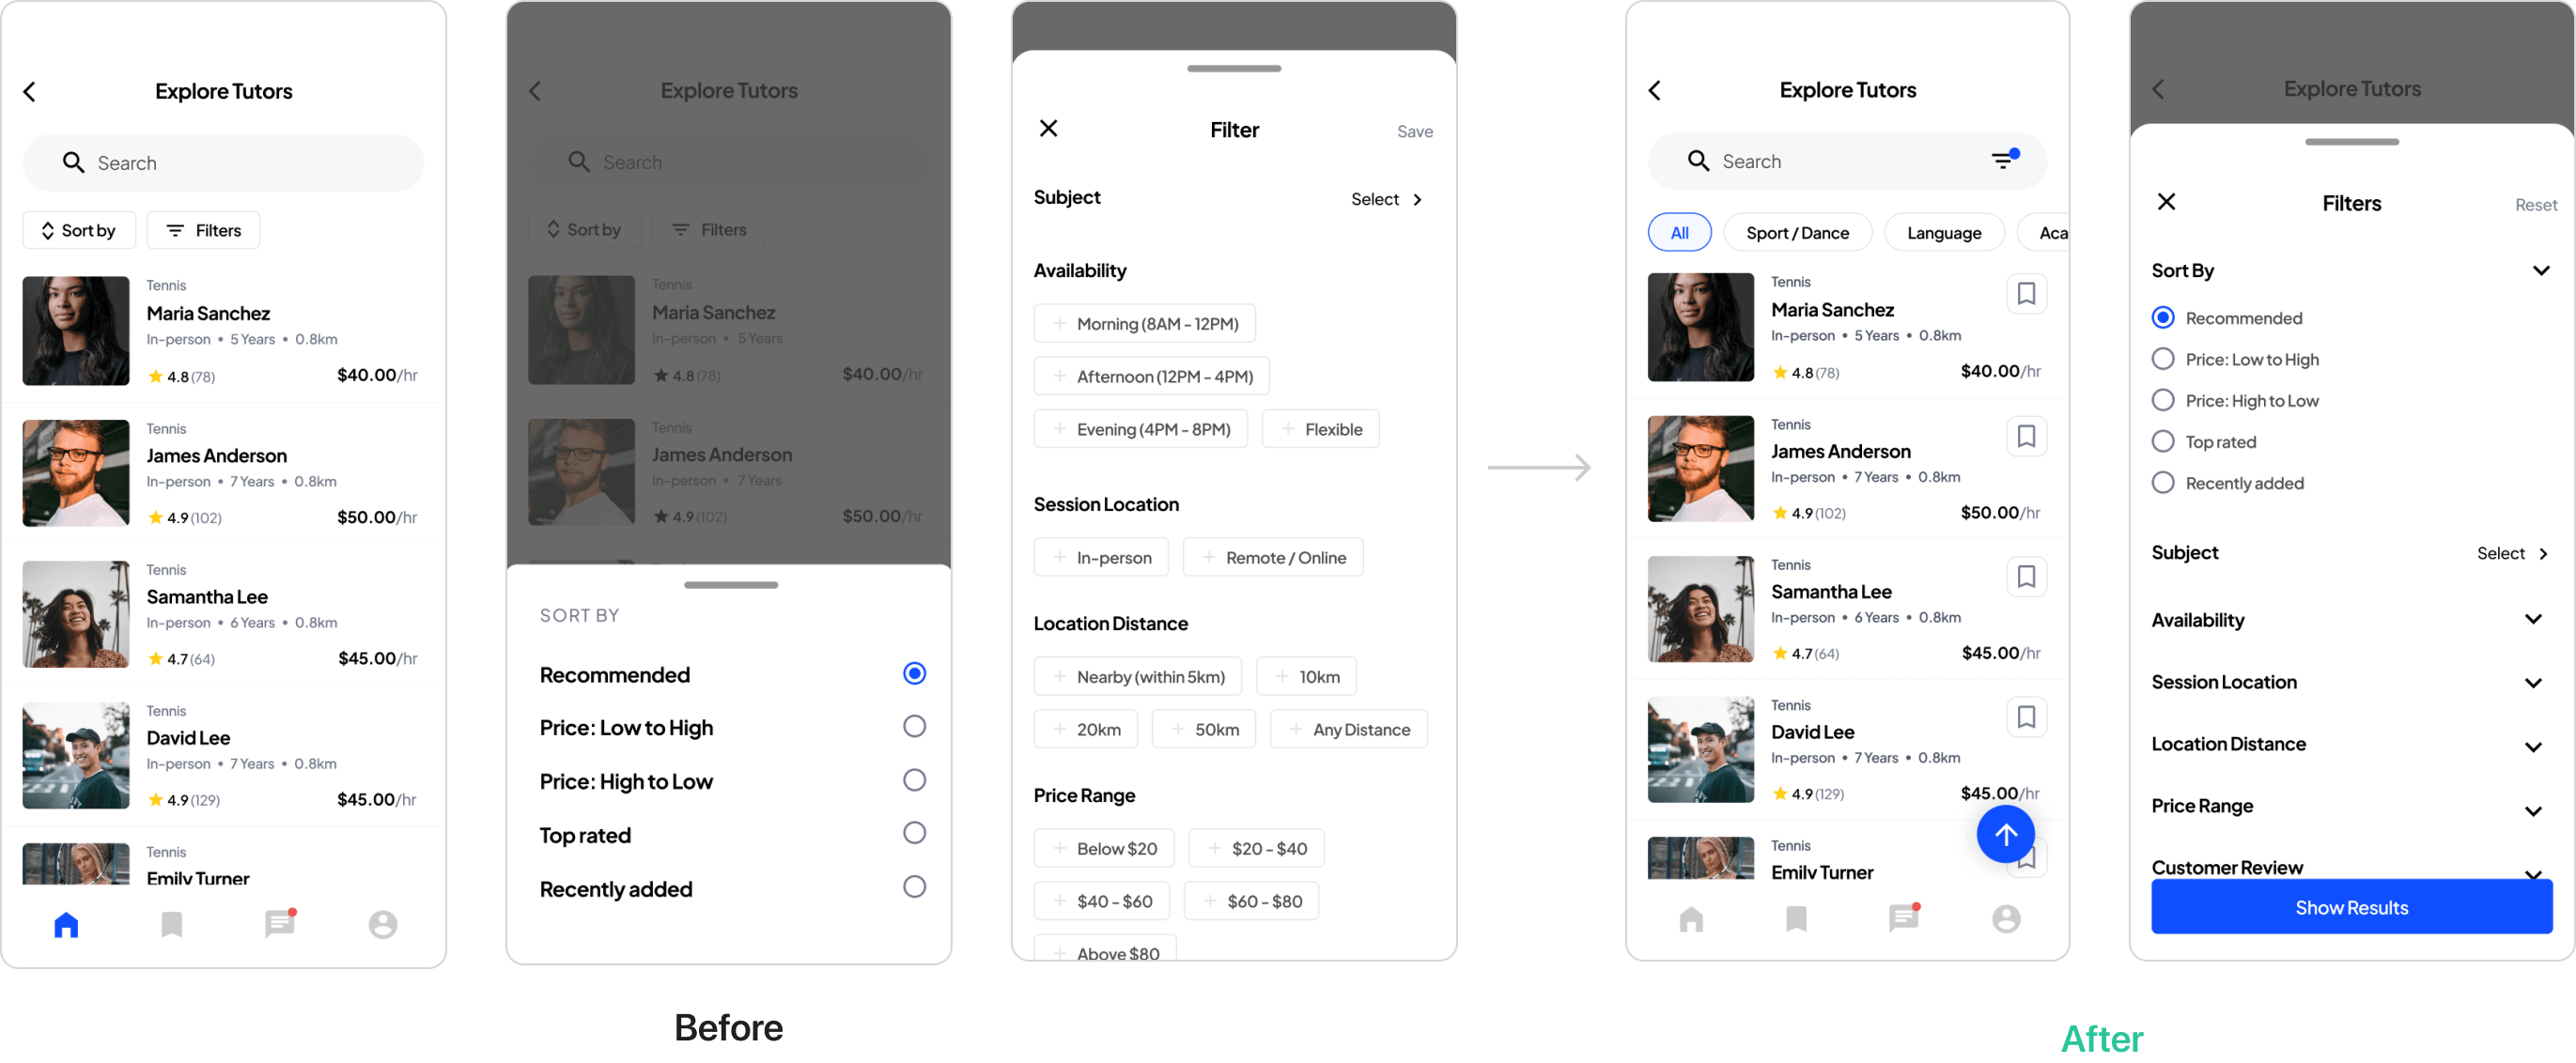 Explore Tutors
Search
Sort by
Filters
Tennis
Maria Sanchez
In-person • 5 Years • 0.8km
4.8 (78)
$40.00/hr
Tennis
James Anderson
In-person • 7 Years • 0.8km
4.9 (102)
$50.00/hr
Tennis
Samantha Lee
In-person • 6 Years • 0.8km
4.7 (64)
$45.00/hr
Tennis
David Lee
In-person • 7 Years • 0.8km
4.9 (129)
$45.00/hr
Tennis
Emily Turner
Explore Tutors
Search
Sort by
Filters
Tennis
Maria Sanchez
In-person • 5 Years
4.8 (78)
$40.00/hr
Tennis
James Anderson
In-person • 7 Years
4.9 (102)
$50.00/hr
SORT BY
Recommended
Price: Low to High
Price: High to Low
Top rated
Recently added
Filter
Save
Subject
Select
Availability
Morning (8AM - 12PM)
Afternoon (12PM - 4PM)
Evening (4PM - 8PM)
Flexible
Session Location
In-person
Remote / Online
Location Distance
Nearby (within 5km)
10km
20km
50km
Any Distance
Price Range
Below $20
$20 - $40
$40 - $60
$60 - $80
Above $80
Before
Explore Tutors
Search
All
Sport / Dance
Language
Aca
Tennis
Maria Sanchez
In-person • 5 Years • 0.8km
4.8 (78)
$40.00/hr
Tennis
James Anderson
In-person • 7 Years • 0.8km
4.9 (102)
$50.00/hr
Tennis
Samantha Lee
In-person • 6 Years • 0.8km
4.7 (64)
$45.00/hr
Tennis
David Lee
In-person • 7 Years • 0.8km
4.9 (129)
$45.00/hr
Tennis
Emily Turner
Explore Tutors
Filters
Reset
Sort By
Recommended
Price: Low to High
Price: High to Low
Top rated
Recently added
Subject
Select
Availability
Session Location
Location Distance
Price Range
Customer Review
Show Results
After